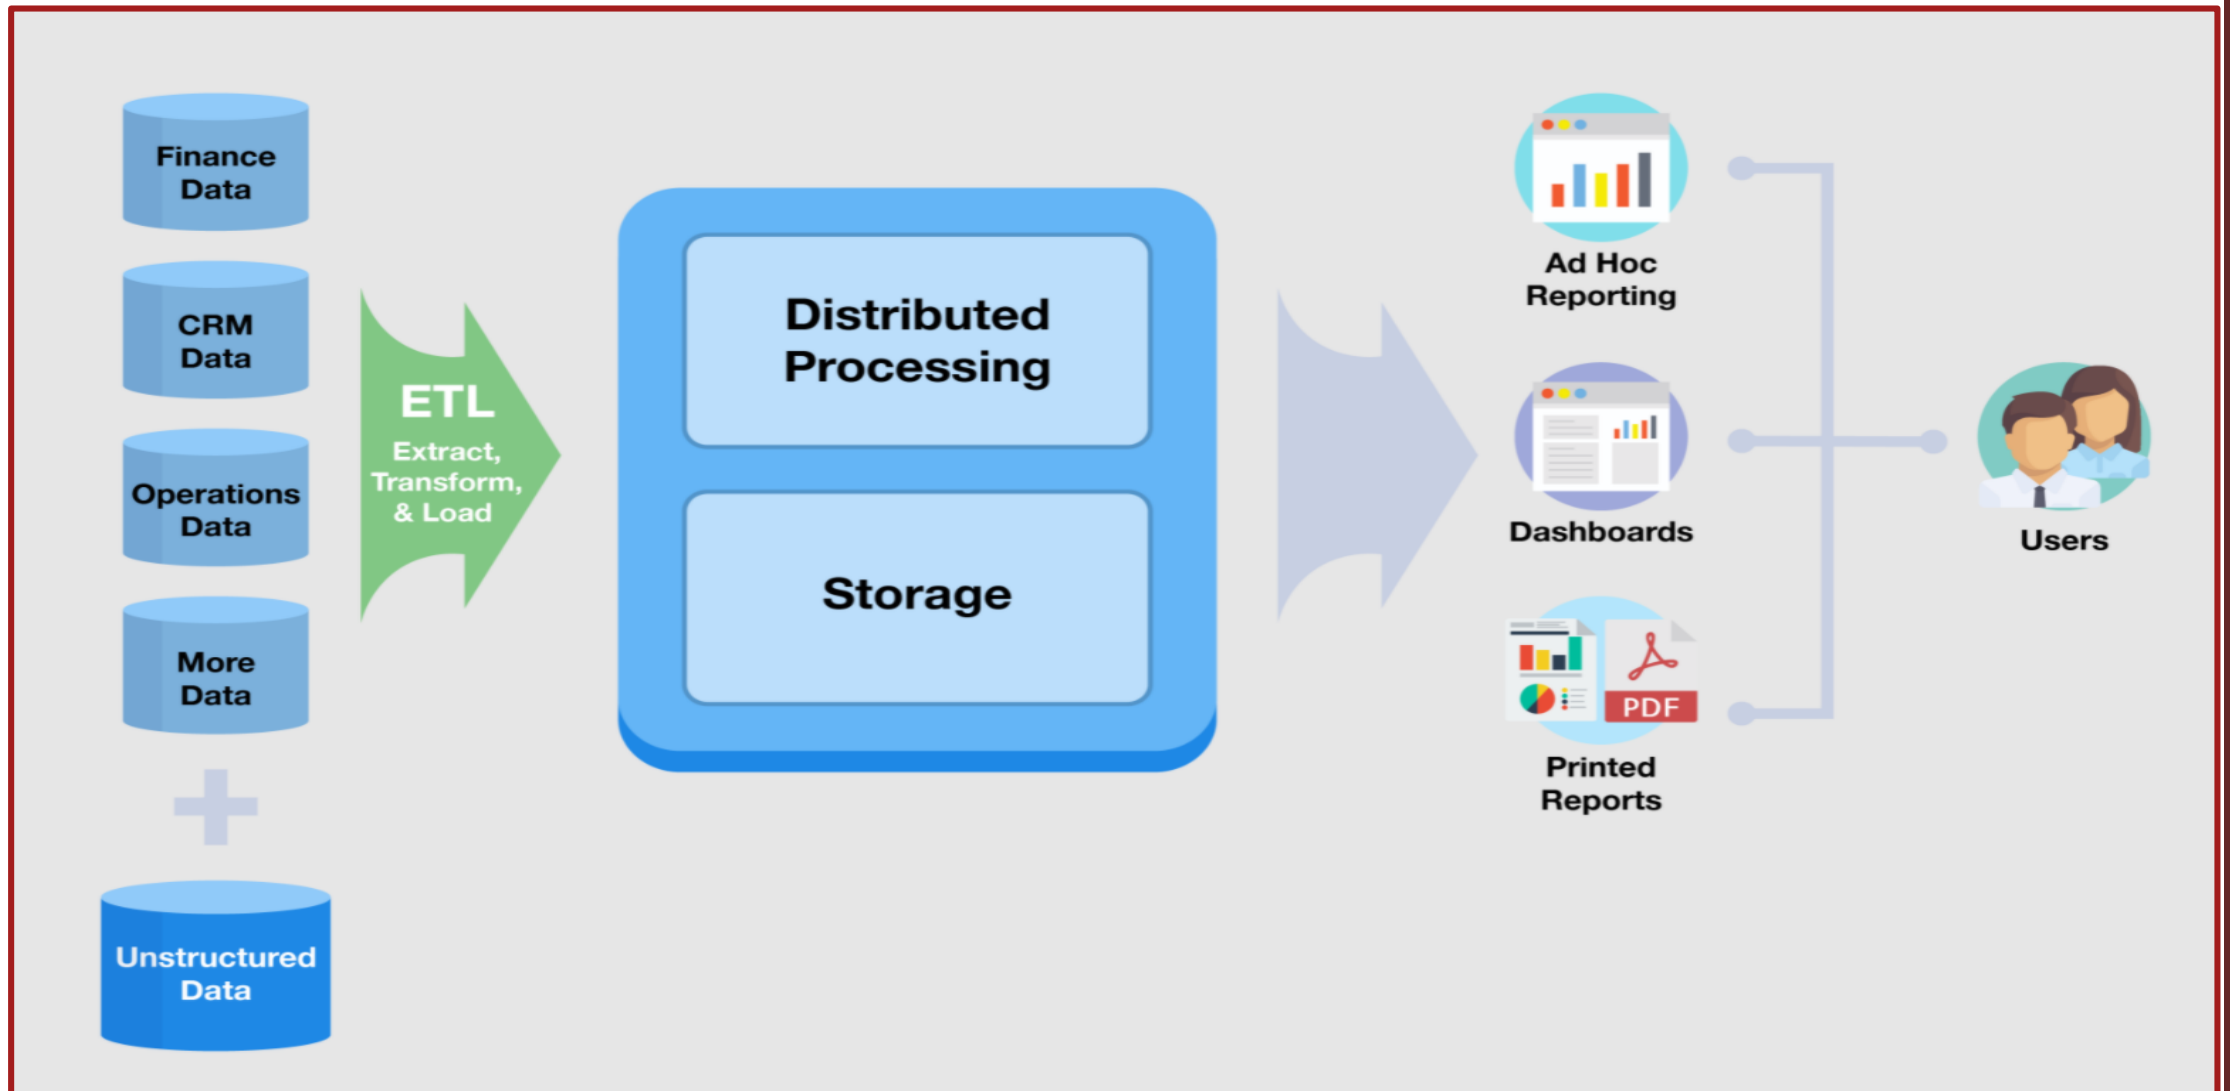 Finance
Data
CRM
Data
Operations
Data
More
Data
Unstructured
Data
ETL
Extract,
Transform,
& Load
Distributed
Processing
Storage
Ad Hoc
Reporting
Dashboards
PDF
Printed
Reports
Users